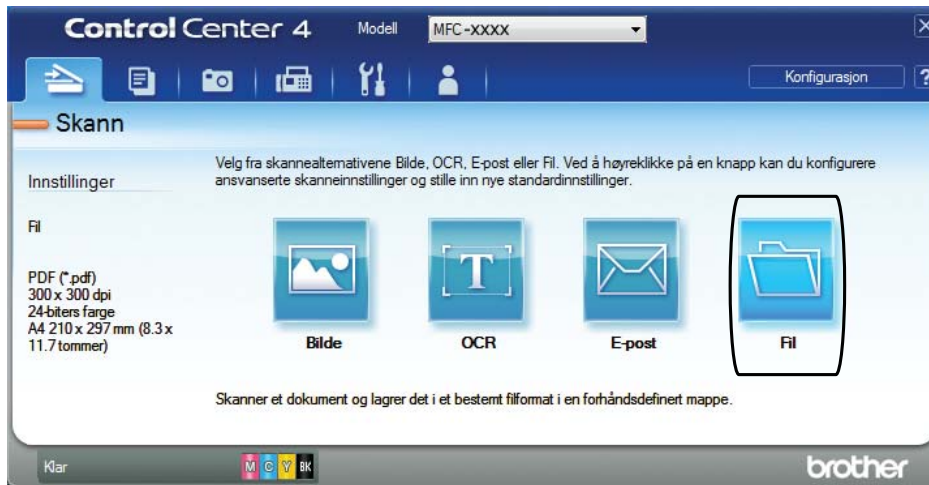 Control Center 4
Modell
MFC-XXXX
Konfigurasjon
?
Skann
Innstillinger
Fil
PDF (*.pdf)
300 x 300 dpi
24-biters farge
A4 210 x 297 mm (8.3 x
11.7 tommer)
Velg fra skannealternativene Bilde, OCR, E-post eller Fil. Ved å høyreklikke på en knapp kan du konfigurere
ansvanserte skanneinnstillinger og stille inn nye standardinnstillinger.
T
Bilde
OCR
E-post
Fil
Skanner et dokument og lagrer det i et bestemt filformat i en forhåndsdefinert mappe.
Klar
M C Y BK
brother